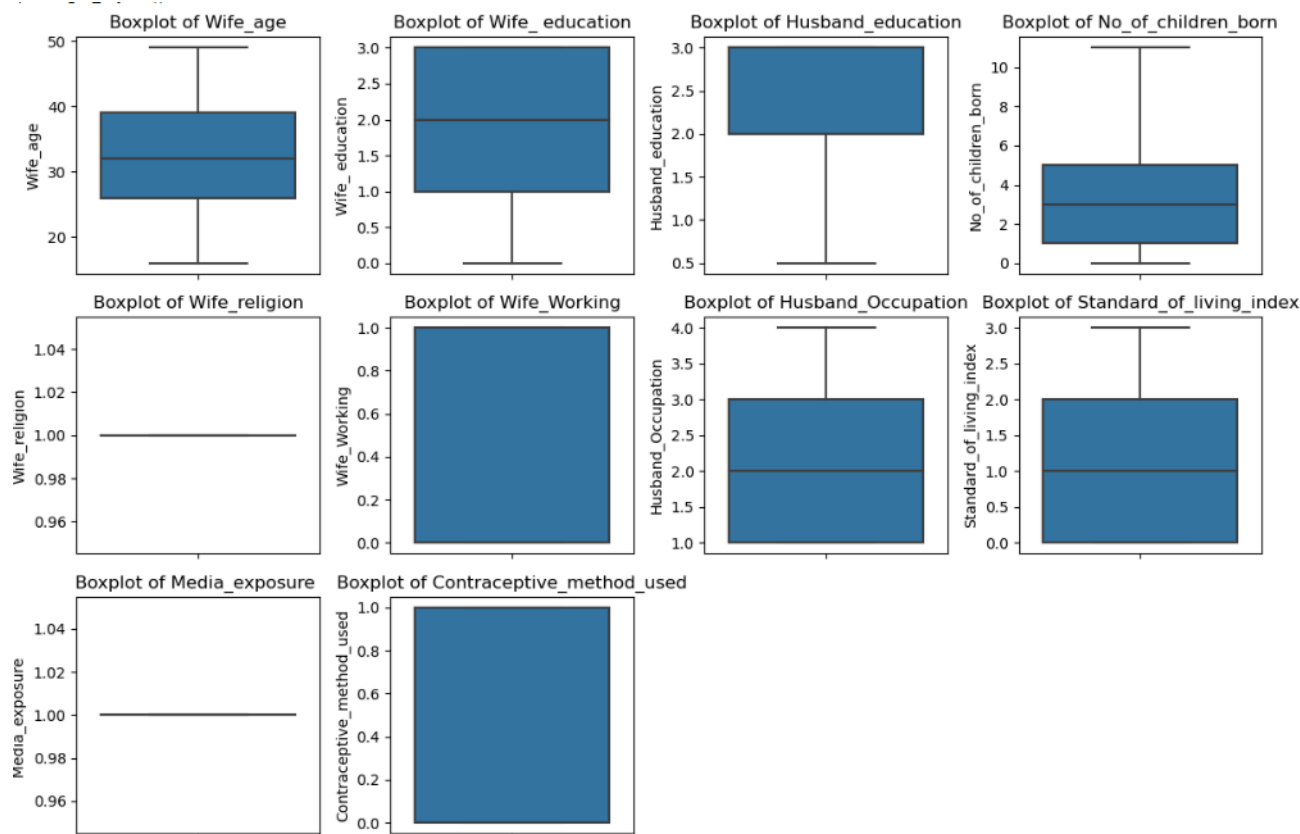 Boxplot of Wife_age
Boxplot of Wife_ education
Boxplot of Husband_education
Boxplot of No_of_children_born
Wife_age
50
40
30
20
Wife_ education
3.0
2.5
2.0
1.5
1.0
0.5
0.0
Husband_education
3.0
2.5
2.0
1.5
1.0
0.5
No_of_children_born
10
8
6
4
2
0
Boxplot of Wife_religion
Boxplot of Wife_Working
Boxplot of Husband_Occupation
Boxplot of Standard_of_living_index
Wife_religion
1.04
1.02
1.00
0.98
0.96
Wife_Working
1.0
0.8
0.6
0.4
0.2
0.0
Husband_Occupation
4.0
3.5
3.0
2.5
2.0
1.5
1.0
Standard_of_living_index
3.0
2.5
2.0
1.5
1.0
0.5
0.0
Boxplot of Media_exposure
Boxplot of Contraceptive_method_used
Media_exposure
1.04
1.02
1.00
0.98
0.96
Contraceptive_method_used
1.0
0.8
0.6
0.4
0.2
0.0